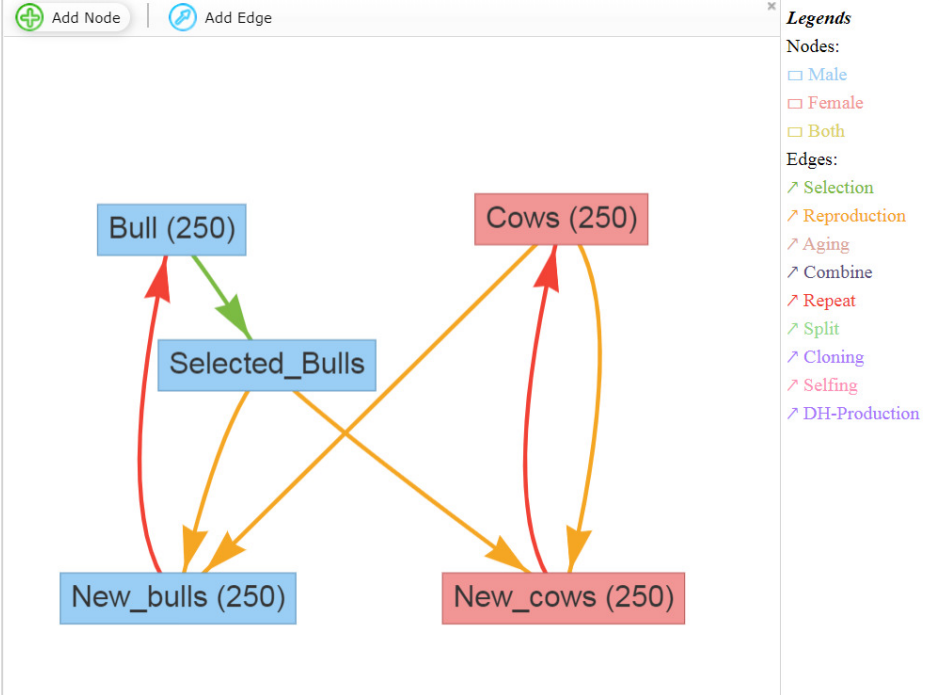 Add Node
Add Edge
Legends
Nodes:
Male
Female
Both
Edges:
Selection
Reproduction
Aging
Combine
Repeat
Split
Cloning
Selfing
DH-Production
Bull (250)
Cows (250)
Selected_Bulls
New_bulls (250)
New_cows (250)